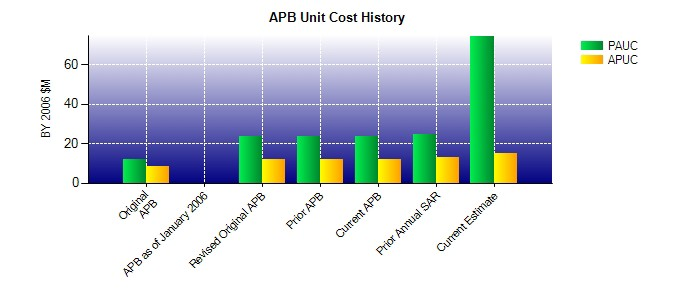 APB Unit Cost History
PAUC
APUC
BY 2006 $M
60
40
20
0
Original
APB
APB as of January 2006
Revised Original APB
Prior APB
Current APB
Prior Annual SAR
Current Estimate